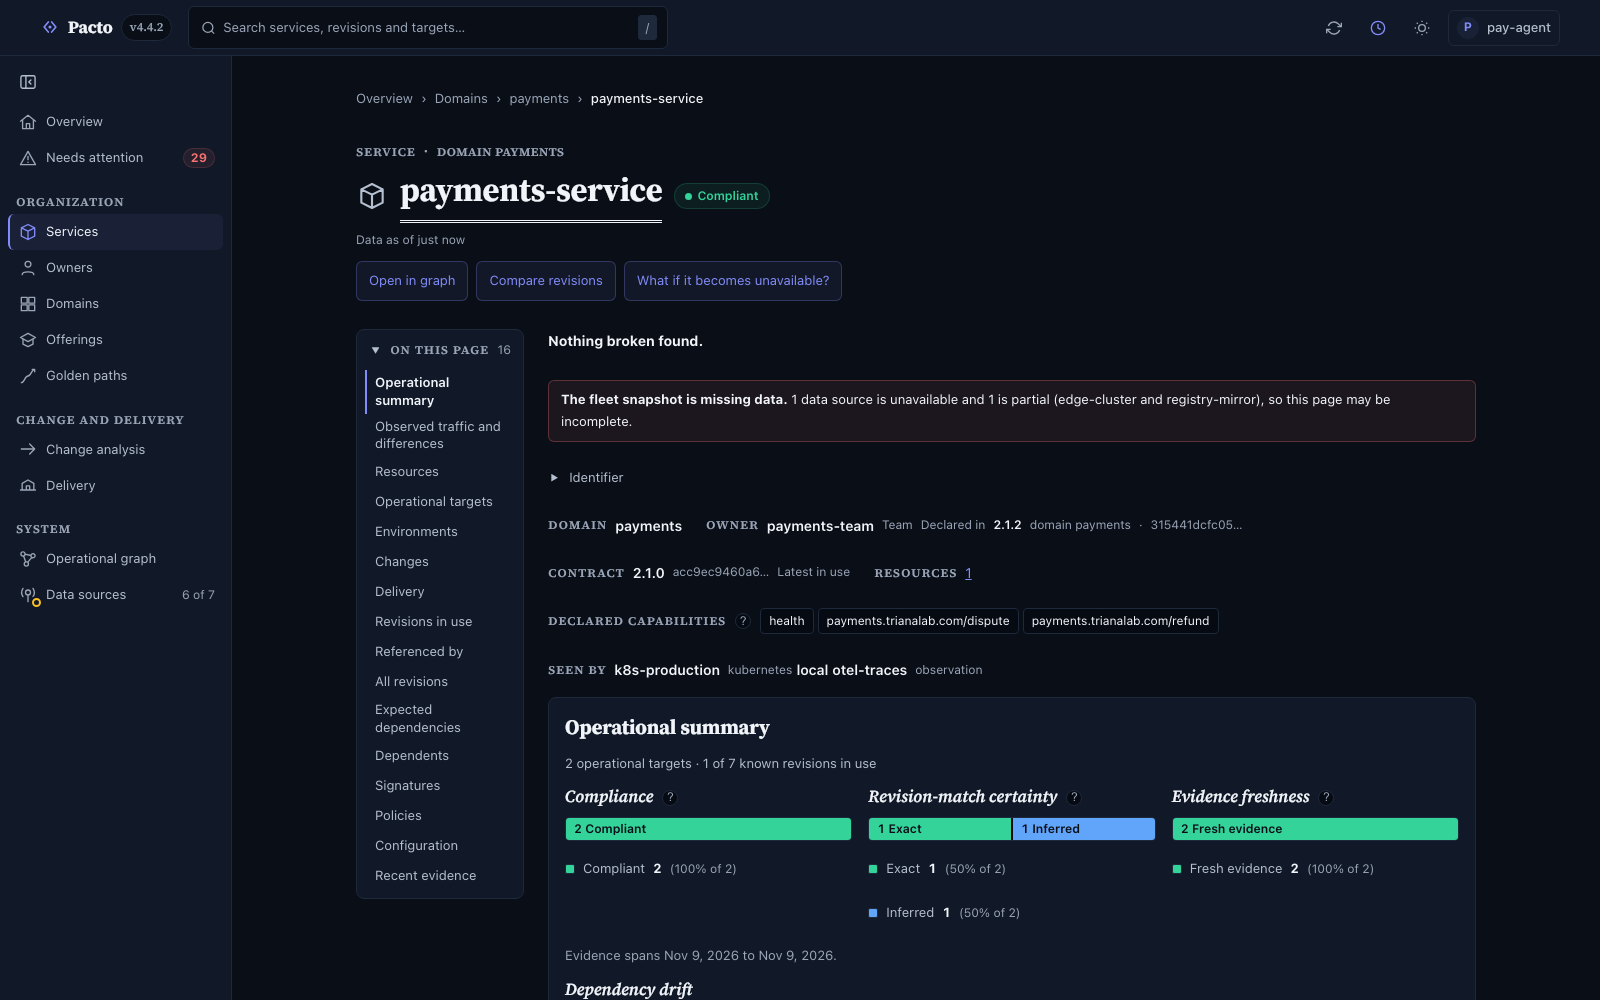 Pacto v4.4.2 Search services, revisions and targets... / P pay-agent
Overview
Needs attention 29
ORGANIZATION
Services
Owners
Domains
Offerings
Golden paths
CHANGE AND DELIVERY
Change analysis
Delivery
SYSTEM
Operational graph
Data sources 6 of 7
Overview › Domains › payments › payments-service
SERVICE · DOMAIN PAYMENTS
payments-service Compliant
Data as of just now
Open in graph Compare revisions What if it becomes unavailable?
ON THIS PAGE 16
Operational
summary
Observed traffic and
differences
Resources
Operational targets
Environments
Changes
Delivery
Revisions in use
Referenced by
All revisions
Expected
dependencies
Dependents
Signatures
Policies
Configuration
Recent evidence
Nothing broken found.
The fleet snapshot is missing data. 1 data source is unavailable and 1 is partial (edge-cluster and registry-mirror), so this page may be
incomplete.
Identifier
DOMAIN payments OWNER payments-team Team Declared in 2.1.2 domain payments · 315441dcfc05...
CONTRACT 2.1.0 acc9ec9460a6... Latest in use RESOURCES 1
DECLARED CAPABILITIES ? health payments.trianalab.com/dispute payments.trianalab.com/refund
SEEN BY k8s-production kubernetes local otel-traces observation
Operational summary
2 operational targets · 1 of 7 known revisions in use
Compliance ? Revision-match certainty ? Evidence freshness ?
2 Compliant 1 Exact 1 Inferred 2 Fresh evidence
Compliant 2 (100% of 2) Exact 1 (50% of 2) Fresh evidence 2 (100% of 2)
Inferred 1 (50% of 2)
Evidence spans Nov 9, 2026 to Nov 9, 2026.
Dependency drift